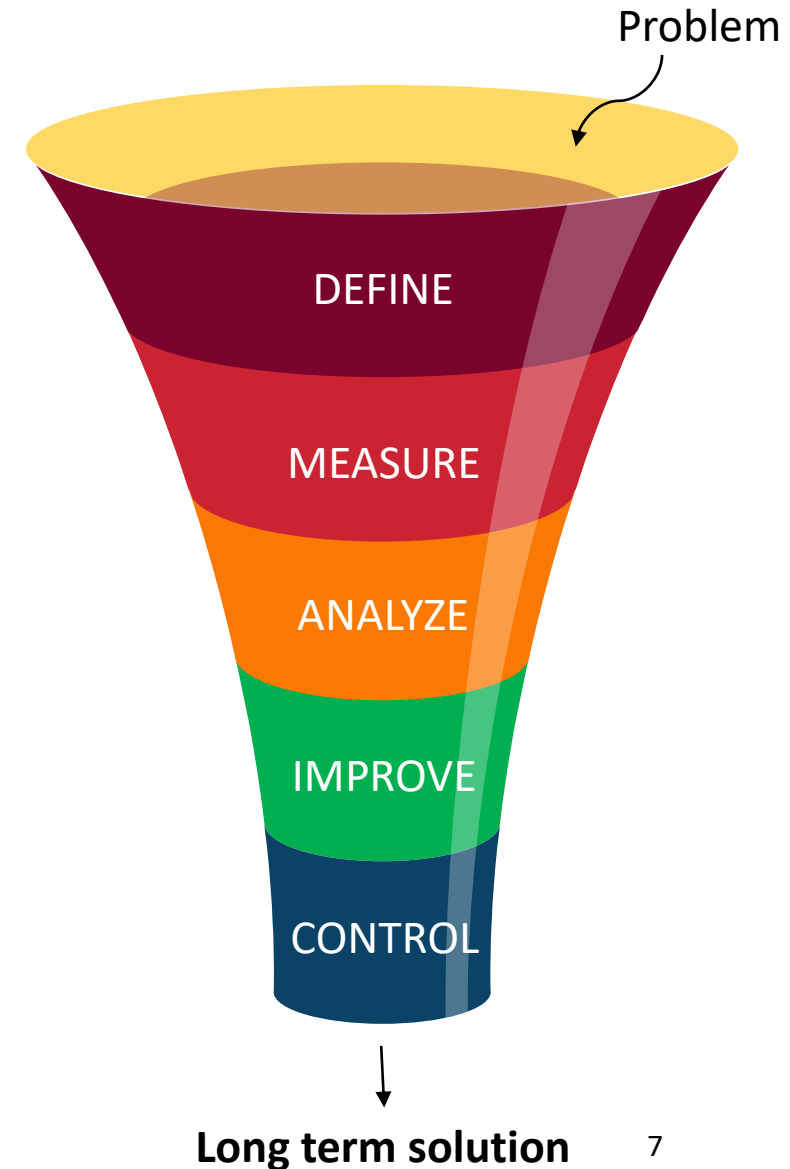 Problem
DEFINE
MEASURE
ANALYZE
IMPROVE
CONTROL
Long term solution
7